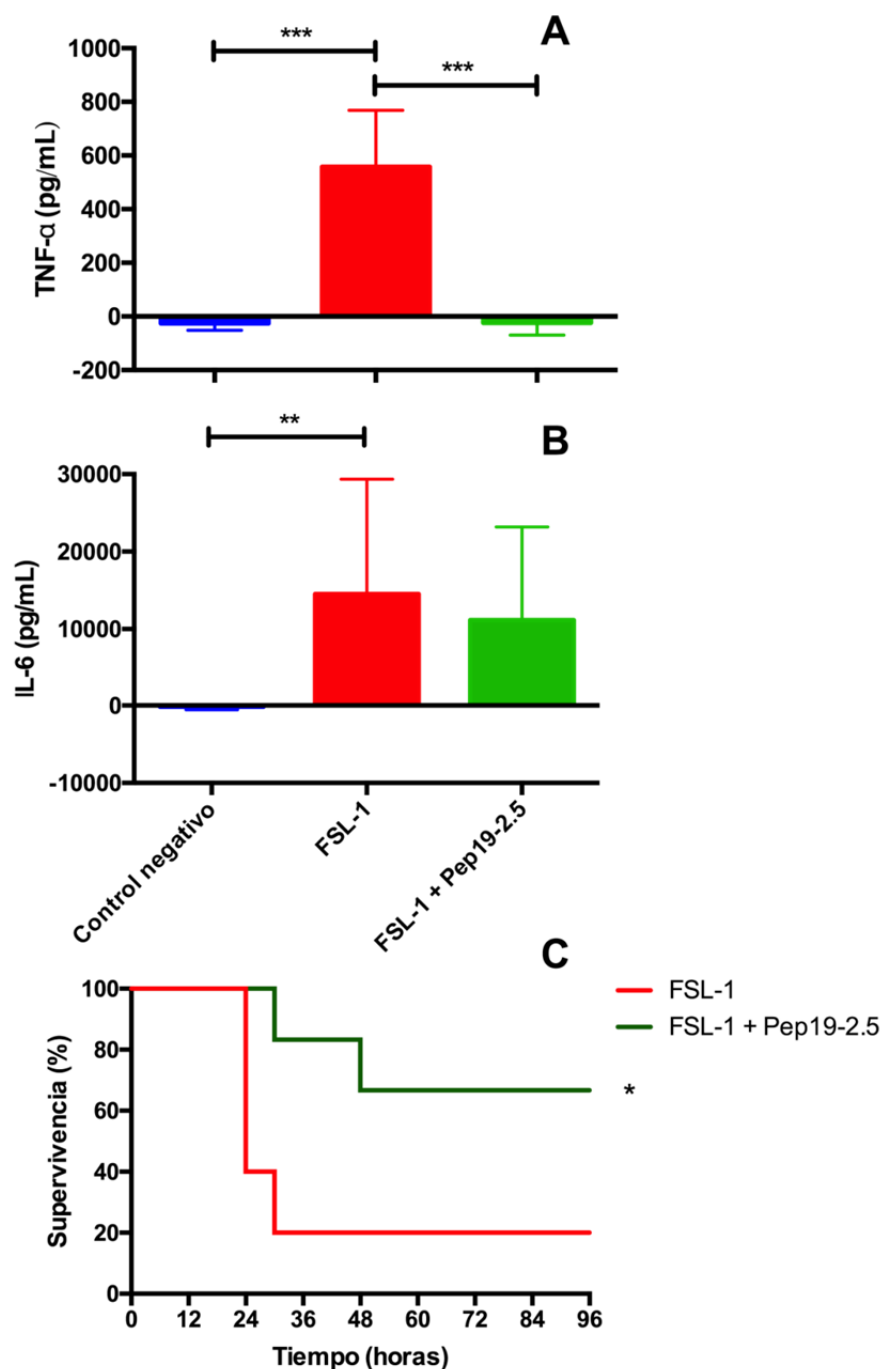 A
***
***
TNF-α (pg/mL)
1000
800
600
400
200
0
-200
B
**
IL-6 (pg/mL)
30000
20000
10000
0
-10000
Control negativo
FSL-1
FSL-1 + Pep19-2.5
C
FSL-1
FSL-1 + Pep19-2.5
*
Supervivencia (%)
100
80
60
40
20
0
0 12 24 36 48 60 72 84 96
Tiempo (horas)